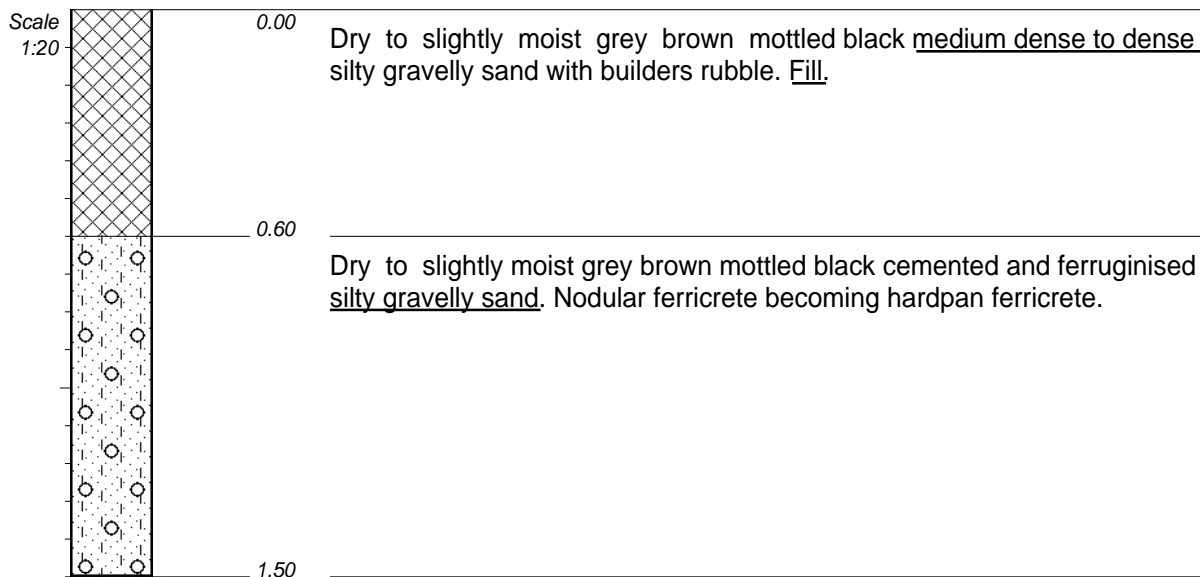 Scale
1:20
0.00
Dry to slightly moist grey brown mottled black medium dense to dense
silty gravelly sand with builders rubble. Fill.
0.60
Dry to slightly moist grey brown mottled black cemented and ferruginised
silty gravelly sand. Nodular ferricrete becoming hardpan ferricrete.
1.50